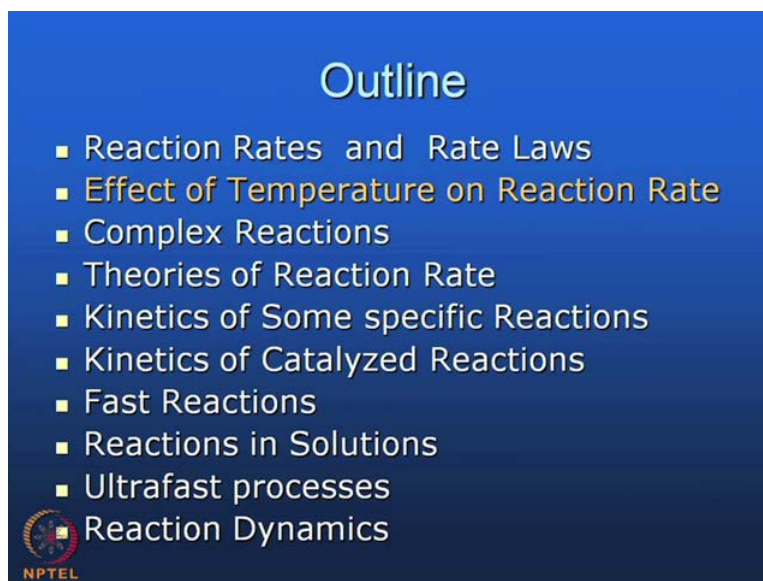 Outline
Reaction Rates and Rate Laws
Effect of Temperature on Reaction Rate
Complex Reactions
Theories of Reaction Rate
Kinetics of Some specific Reactions
Kinetics of Catalyzed Reactions
Fast Reactions
Reactions in Solutions
Ultrafast processes
Reaction Dynamics
NPTEL